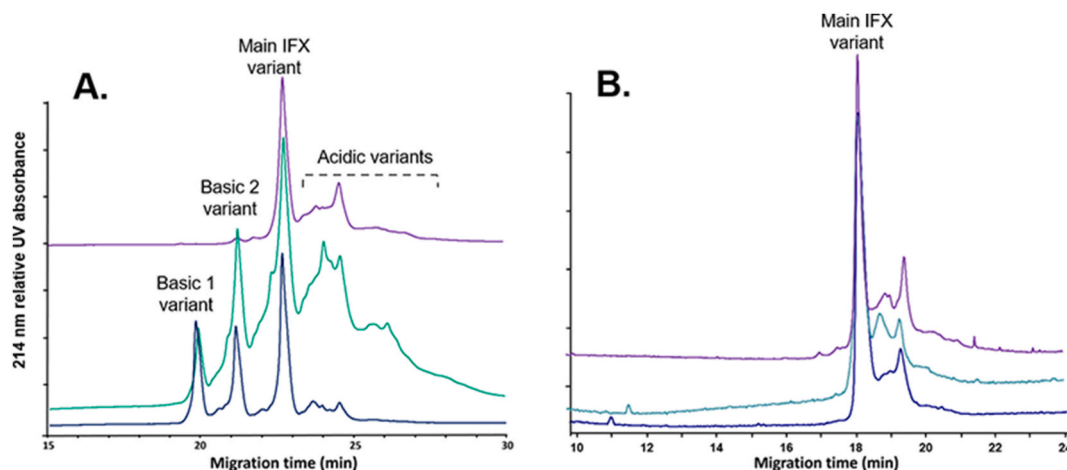 A.
Main IFX
variant
Acidic variants
Basic 2
variant
Basic 1
variant
214 nm relative UV absorbance
15
20
25
30
Migration time (min)
B.
Main IFX
variant
10
12
14
16
18
20
22
24
Migration time (min)